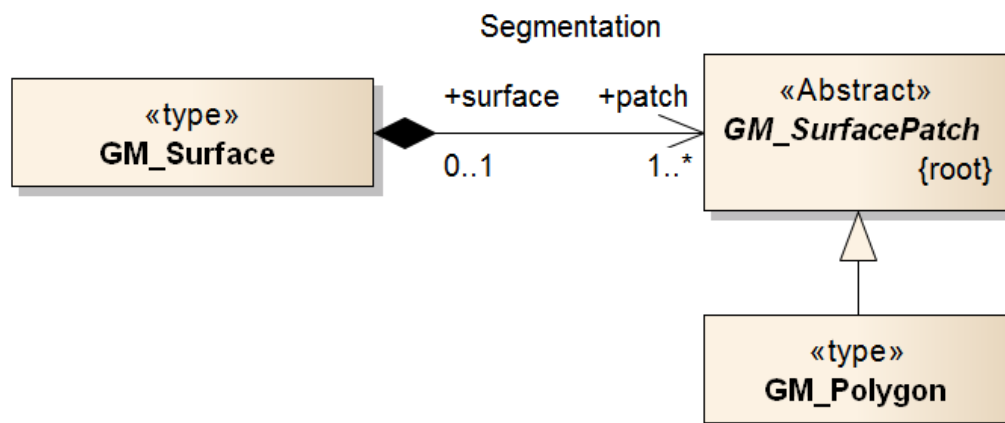 Segmentation
«type»
GM_Surface
+surface
+patch
0..1
1..*
«Abstract»
GM_SurfacePatch
{root}
«type»
GM_Polygon